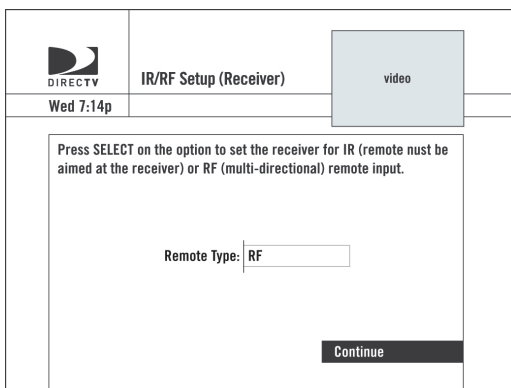 DIRECTV
IR/RF Setup (Receiver)
video
Wed 7:14p
Press SELECT on the option to set the receiver for IR (remote nust be
aimed at the receiver) or RF (multi-directional) remote input.
Remote Type: RF
Continue